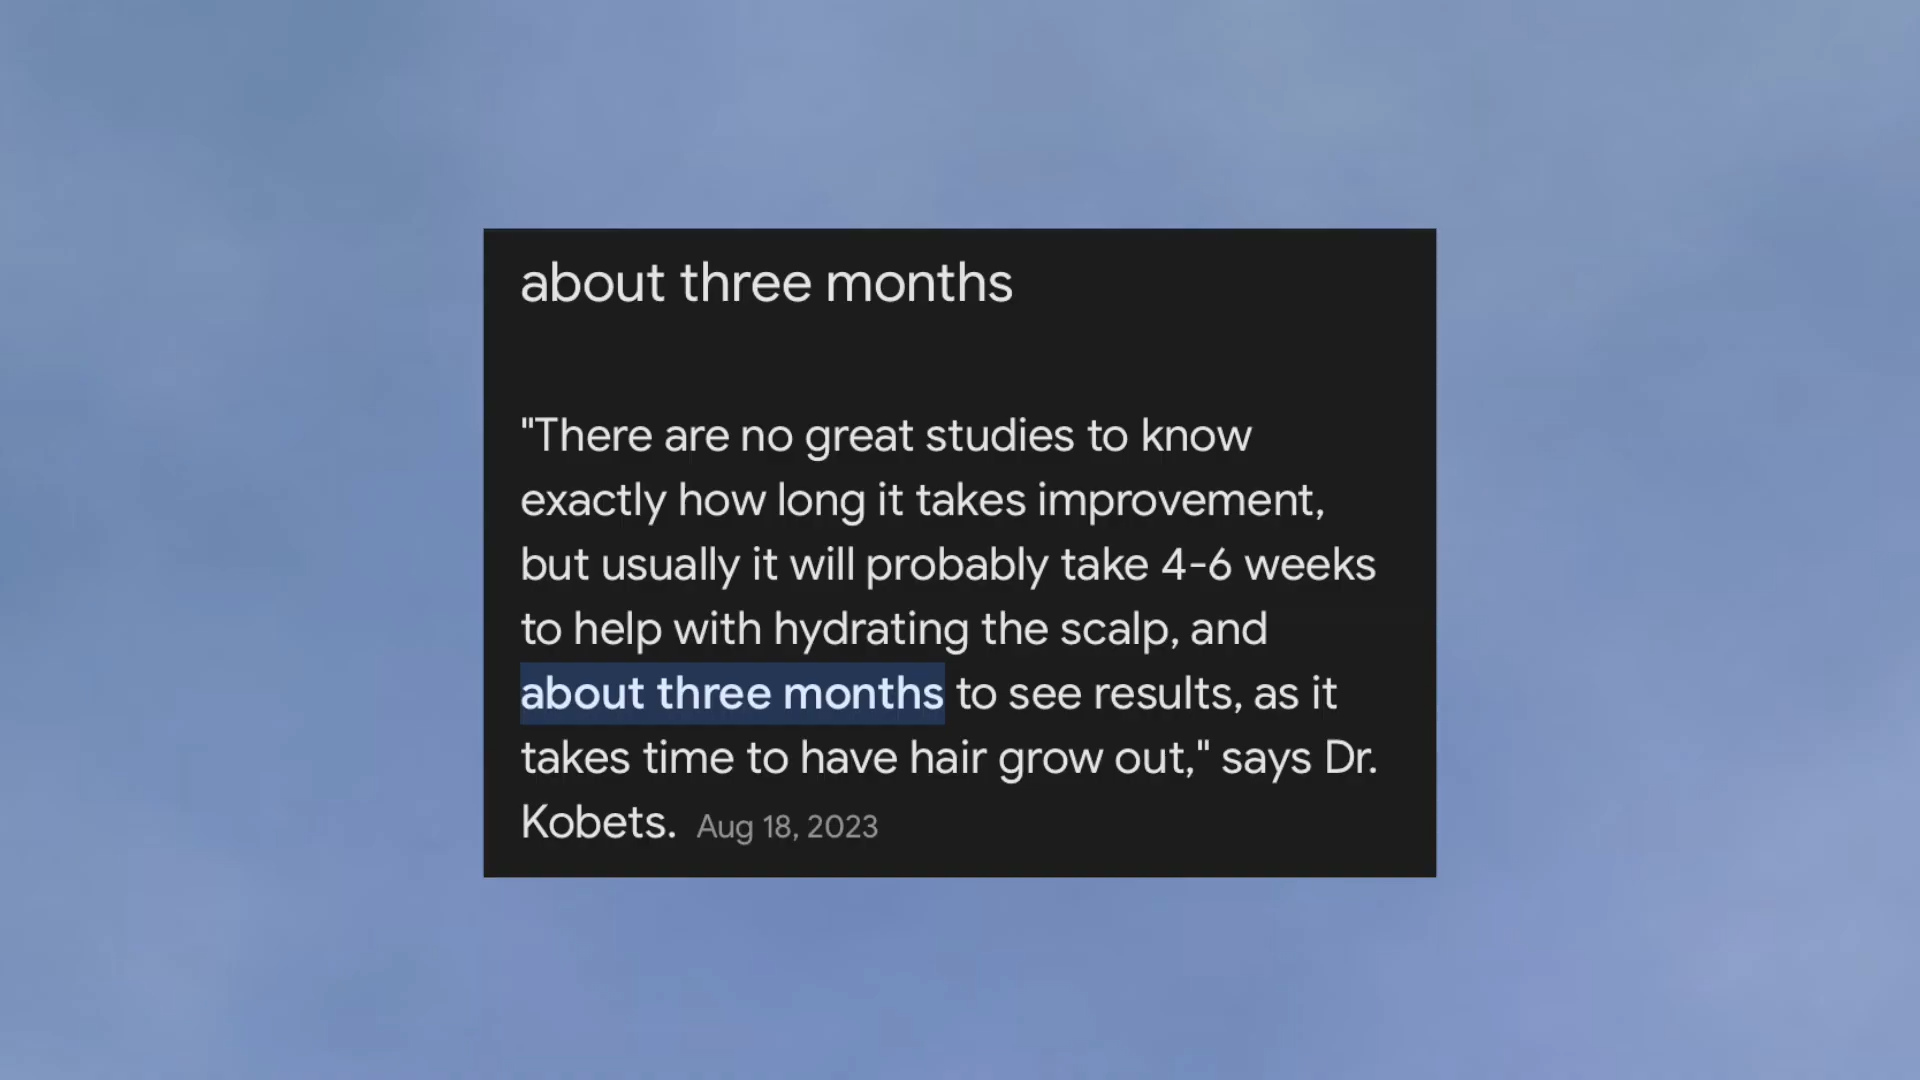 about three months
"There are no great studies to know
exactly how long it takes improvement,
but usually it will probably take 4-6 weeks
to help with hydrating the scalp, and
about three months to see results, as it
takes time to have hair grow out," says Dr.
Kobets. Aug 18, 2023